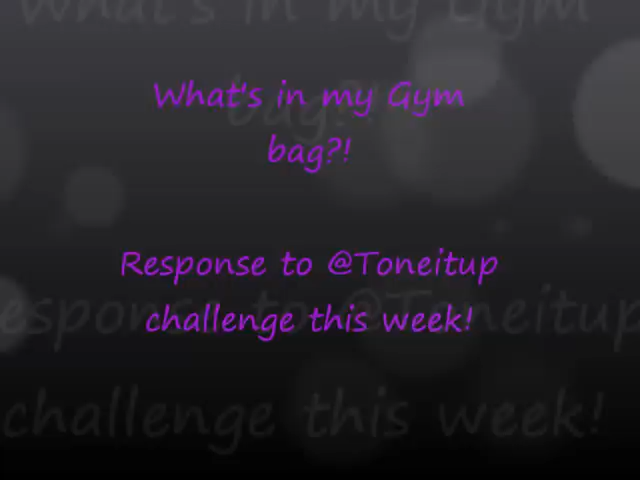 What's in my Gym
bag?!
Response to @Toneitup
challenge this week!